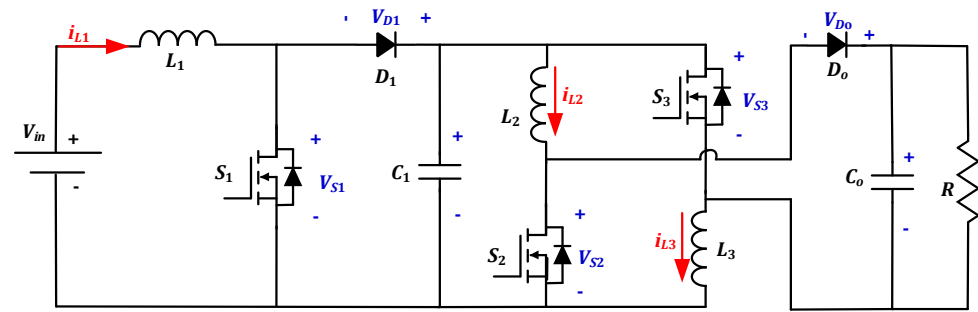 - V_D1 +
V_Do
- +
i_L1
L_1
D_1
D_o
+
S_3
V_S3
-
L_2
i_L2
V_in
+
-
S_1
+
V_S1
-
C_1
+
-
C_o
+
-
R
+
S_2
V_S2
-
i_L3
L_3